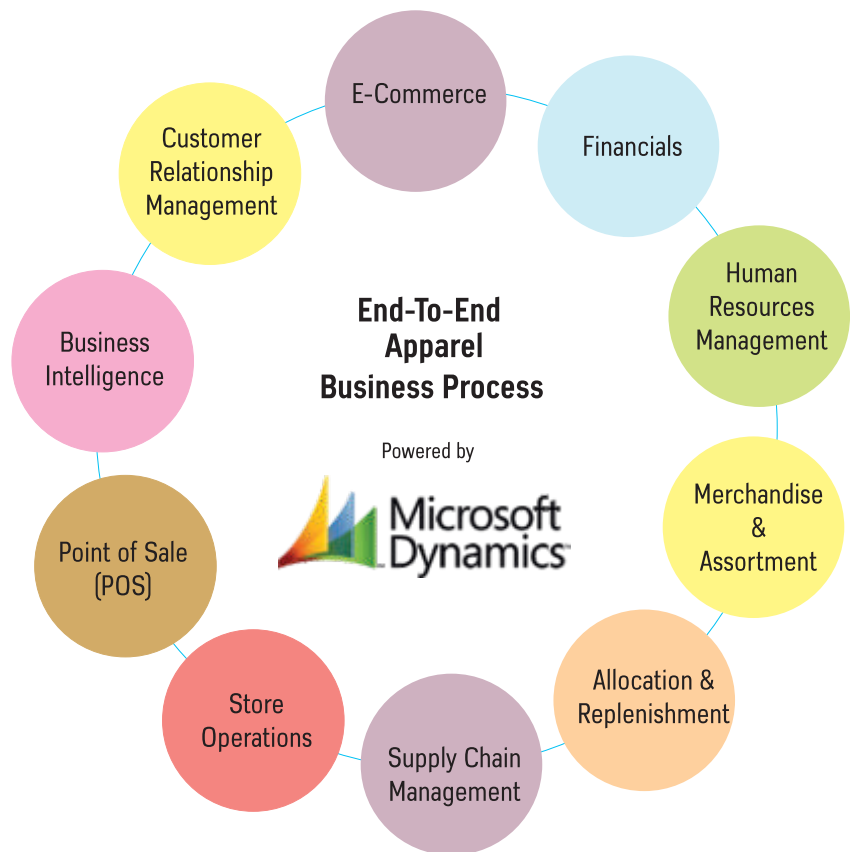 E-Commerce
Financials
Human
Resources
Management
Merchandise
&
Assortment
Allocation &
Replenishment
Supply Chain
Management
Store
Operations
Point of Sale
(POS)
Business
Intelligence
Customer
Relationship
Management
End-To-End
Apparel
Business Process
Powered by
Microsoft
Dynamics